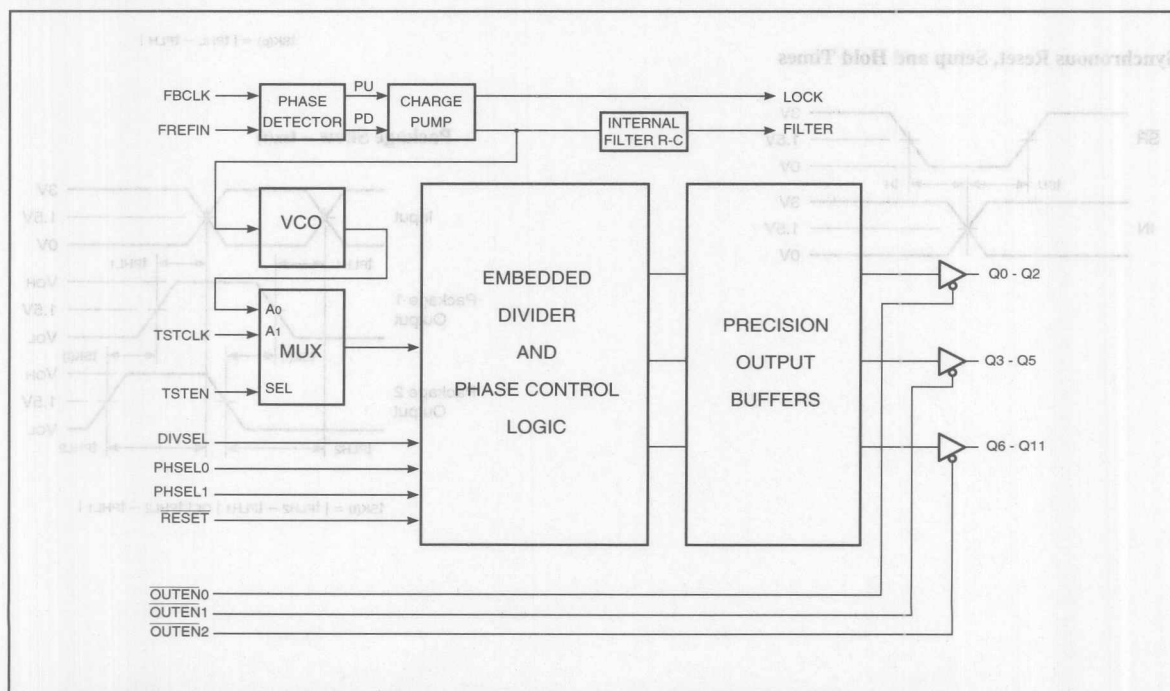 FBCLK
FREFIN
PHASE
DETECTOR
PU
PD
CHARGE
PUMP
INTERNAL
FILTER R-C
LOCK
FILTER
VCO
A0
A1
MUX
SEL
TSTCLK
TSTEN
DIVSEL
PHSEL0
PHSEL1
RESET
EMBEDDED
DIVIDER
AND
PHASE CONTROL
LOGIC
PRECISION
OUTPUT
BUFFERS
Q0 - Q2
Q3 - Q5
Q6 - Q11
OUTEN0
OUTEN1
OUTEN2